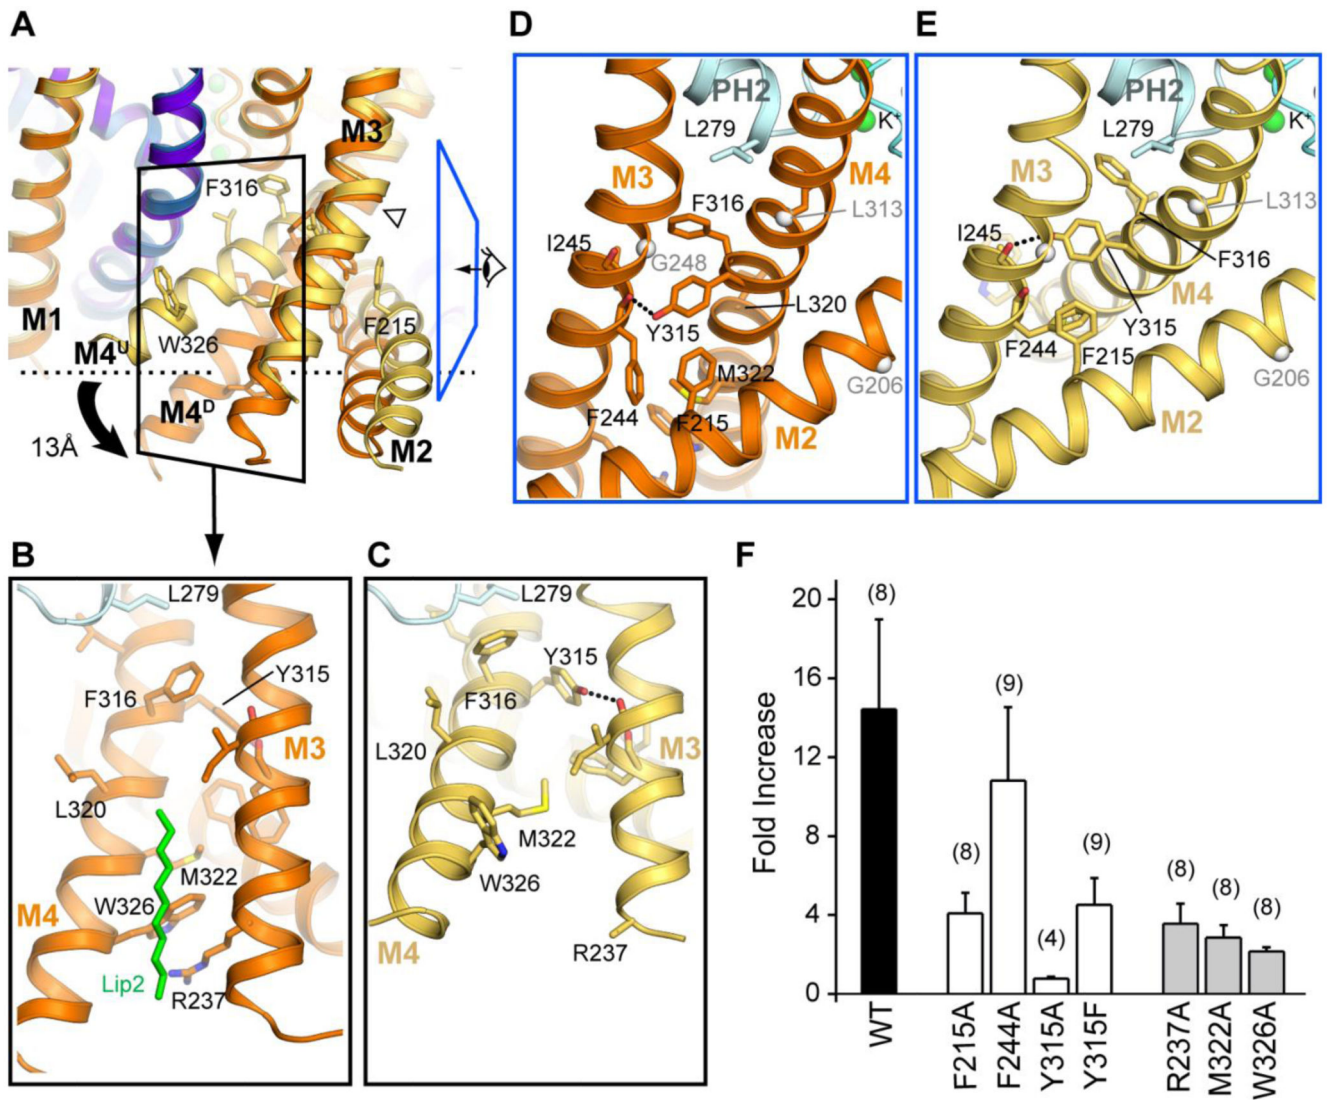 A
M3
F316
M1
W326
F215
M4U
M4D
13Å
M2
D
PH2
L279
K+
M3
M4
F316
L313
I245
G248
L320
Y315
M322
G206
F244
F215
M2
E
PH2
L279
K+
M3
L313
I245
F316
M4
Y315
F244
F215
G206
M2
B
L279
Y315
F316
M3
L320
M322
W326
M4
Lip2
R237
C
L279
Y315
F316
M3
L320
M322
W326
M4
R237
F
Fold Increase
20
16
12
8
4
0
(8)
(8)
(9)
(4)
(9)
(8)
(8)
(8)
WT
F215A
F244A
Y315A
Y315F
R237A
M322A
W326A